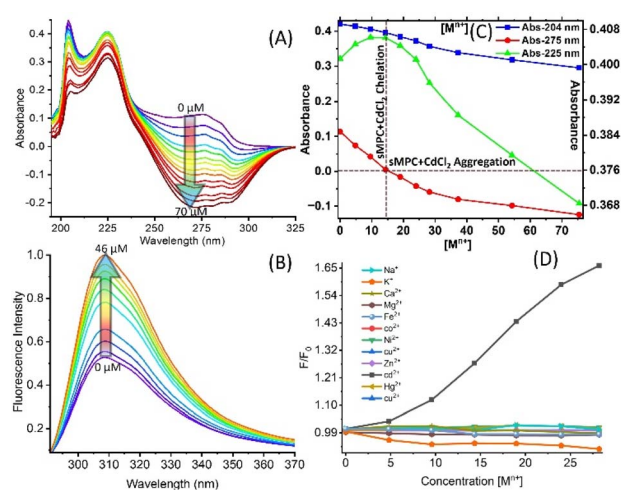 (A)
Absorbance
0.4
0.3
0.2
0.1
0.0
-0.1
-0.2
0 µM
70 µM
200
225
250
275
300
325
Wavelength (nm)
(B)
Fluorescence Intensity
1.0
0.8
0.6
0.4
0.2
46 µM
0 µM
300
310
320
330
340
350
360
370
Wavelength (nm)
[Mⁿ⁺]
(C)
Abs-204 nm
Abs-275 nm
Abs-225 nm
Absorbance
0.4
0.3
0.2
0.1
0.0
-0.1
sMPC+CdCl₂ Chelation
sMPC+CdCl₂ Aggregation
0.408
0.400
0.392
0.384
0.376
0.368
Absorbance
0
10
20
30
40
50
60
70
[Mⁿ⁺]
(D)
F/F₀
1.65
1.54
1.43
1.32
1.21
1.10
0.99
Na⁺
K⁺
Ca²⁺
Mg²⁺
Fe²⁺
co²⁺
Ni²⁺
cu²⁺
Zn²⁺
cd²⁺
Hg²⁺
cu²⁺
0
5
10
15
20
25
Concentration [Mⁿ⁺]